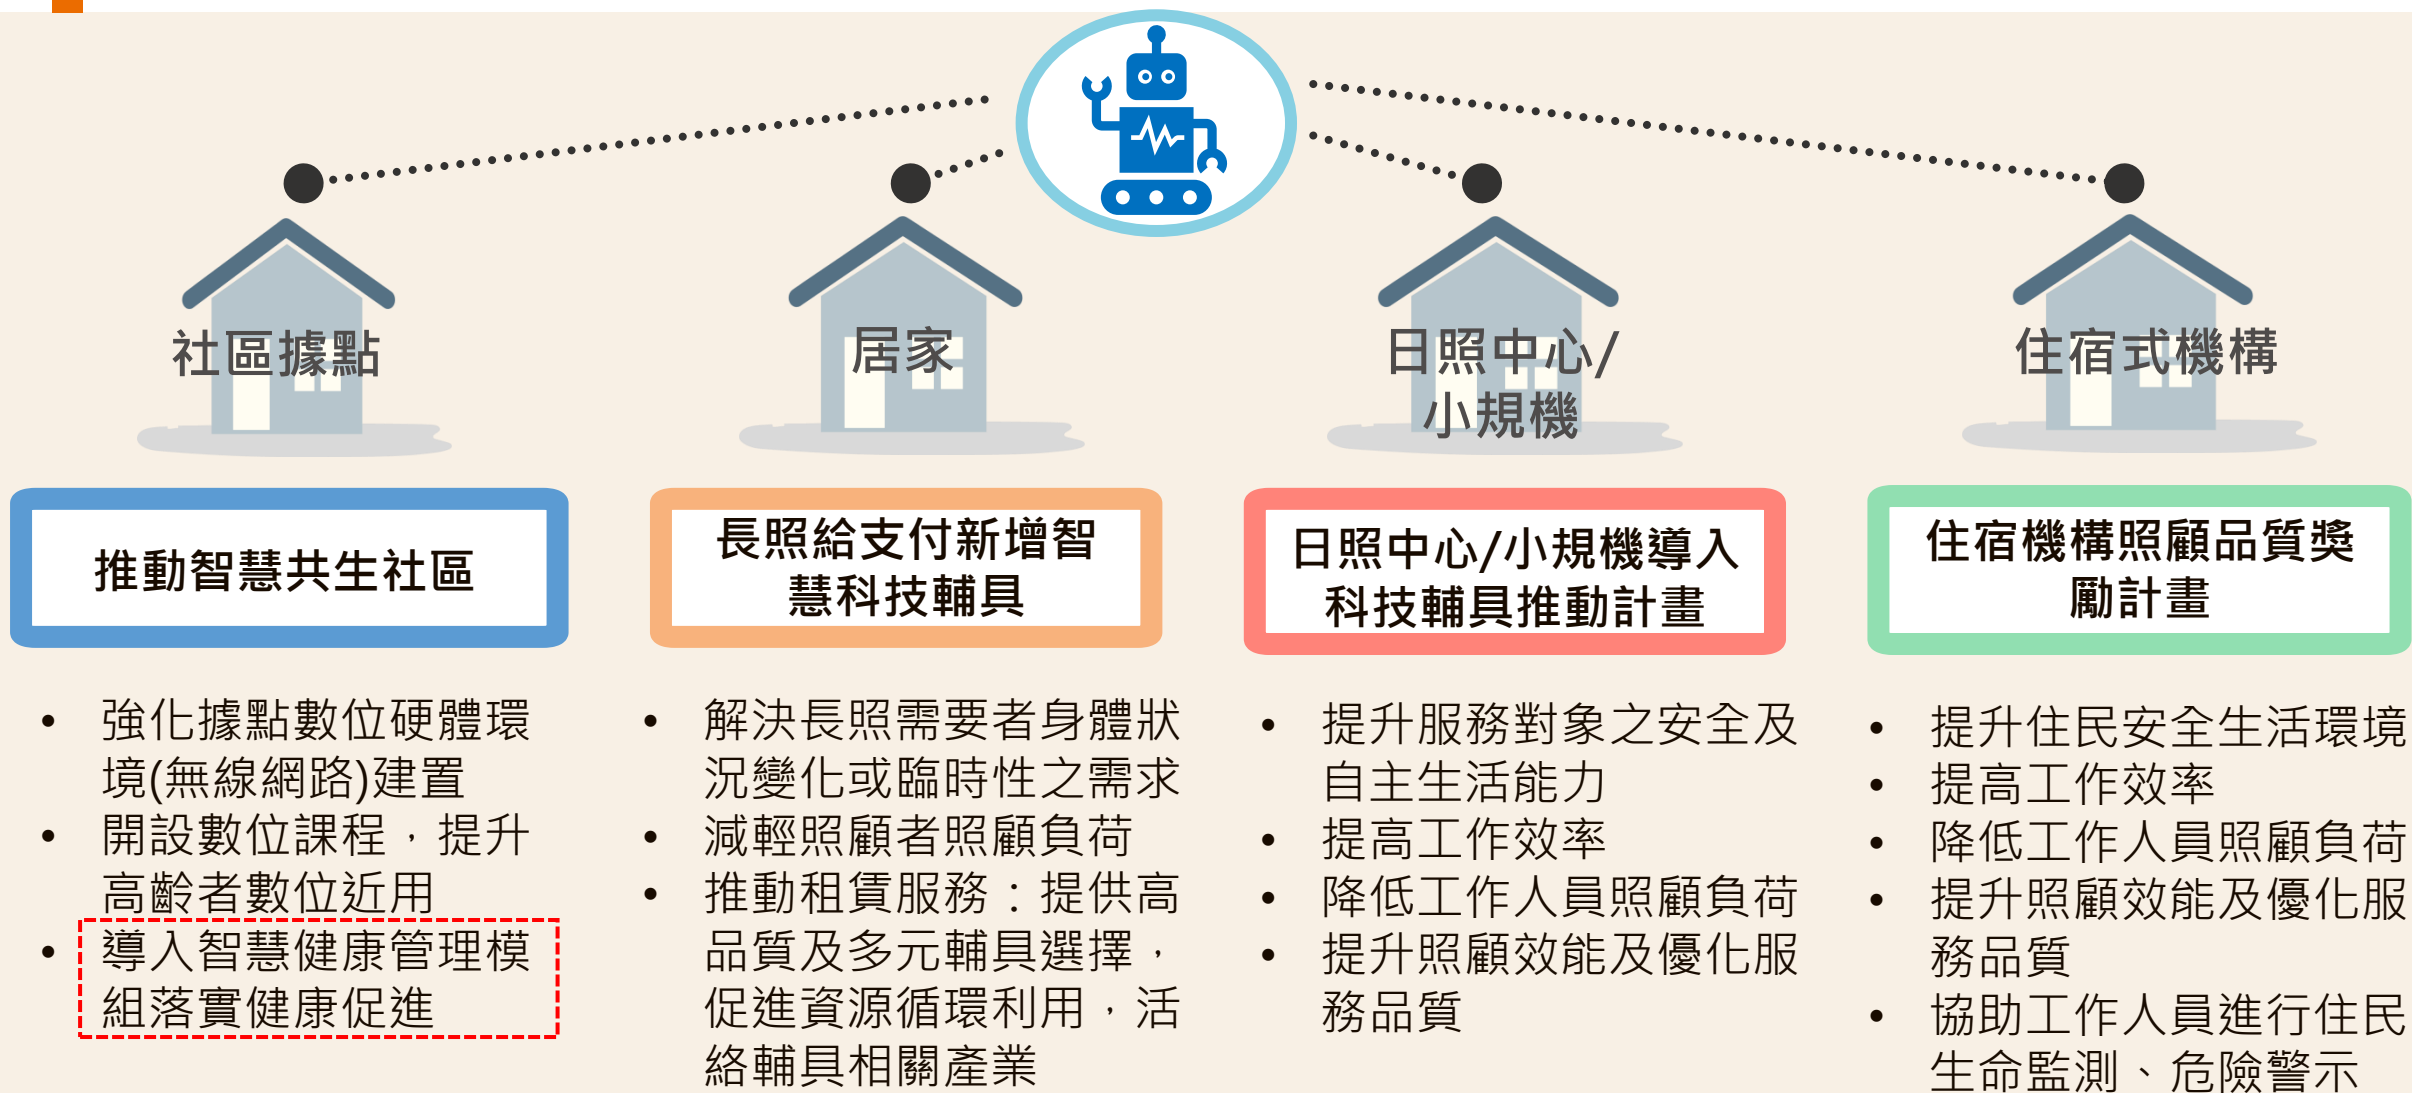 社區據點
居家
日照中心/
小規機
住宿式機構
推動智慧共生社區
長照給支付新增智
慧科技輔具
日照中心/小規機導入
科技輔具推動計畫
住宿機構照顧品質獎
勵計畫
• 強化據點數位硬體環
境(無線網路)建置
• 開設數位課程，提升
高齡者數位近用
• 導入智慧健康管理模
組落實健康促進
• 解決長照需要者身體狀
況變化或臨時性之需求
• 減輕照顧者照顧負荷
• 推動租賃服務：提供高
品質及多元輔具選擇，
促進資源循環利用，活
絡輔具相關產業
• 提升服務對象之安全及
自主生活能力
• 提高工作效率
• 降低工作人員照顧負荷
• 提升照顧效能及優化服
務品質
• 提升住民安全生活環境
• 提高工作效率
• 降低工作人員照顧負荷
• 提升照顧效能及優化服
務品質
• 協助工作人員進行住民
生命監測、危險警示